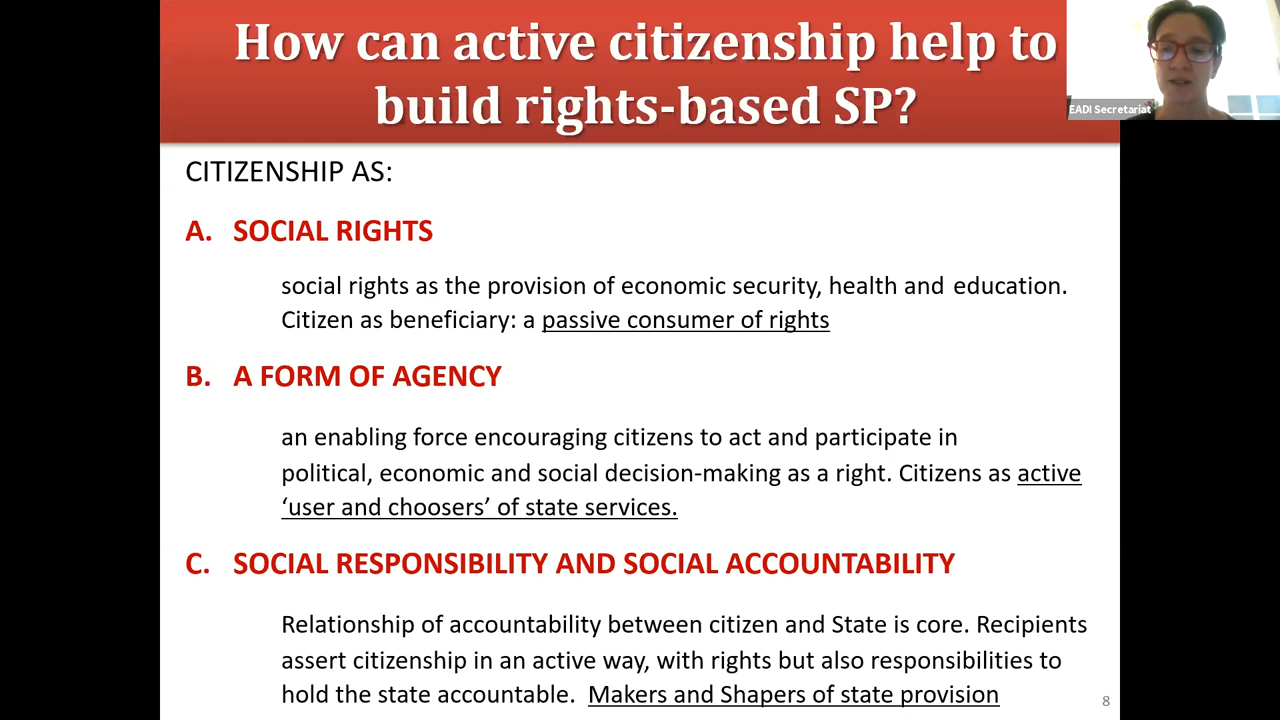 How can active citizenship help to
build rights-based SP?
EADI Secretariat
CITIZENSHIP AS:
A. SOCIAL RIGHTS
social rights as the provision of economic security, health and education.
Citizen as beneficiary: a passive consumer of rights
B. A FORM OF AGENCY
an enabling force encouraging citizens to act and participate in
political, economic and social decision-making as a right. Citizens as active
‘user and choosers’ of state services.
C. SOCIAL RESPONSIBILITY AND SOCIAL ACCOUNTABILITY
Relationship of accountability between citizen and State is core. Recipients
assert citizenship in an active way, with rights but also responsibilities to
hold the state accountable. Makers and Shapers of state provision
8